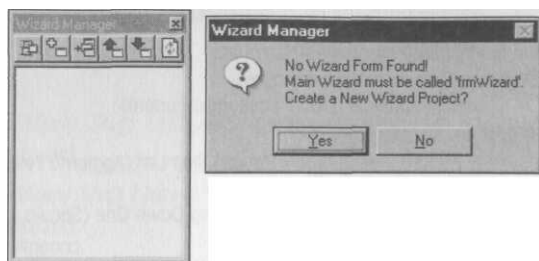 Wizard Manager
Wizard Manager
No Wizard Form Found!
Main Wizard must be called 'frmWizard'.
Create a New Wizard Project?
Yes
No